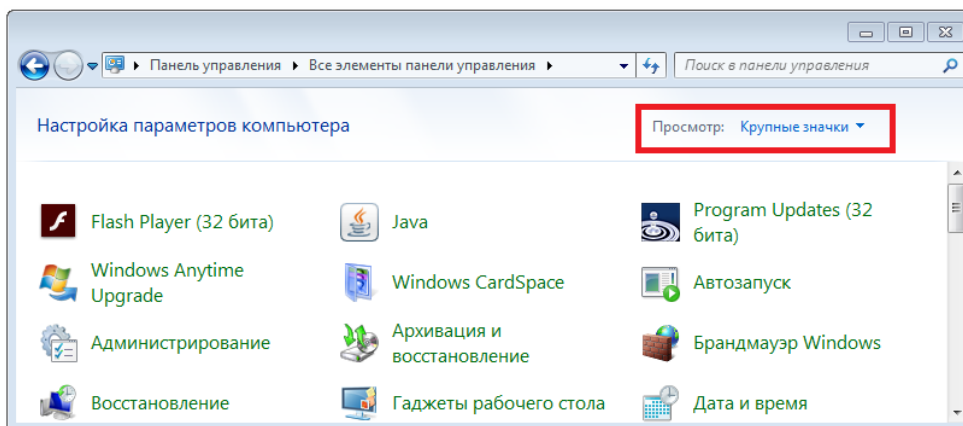 Панель управления Все элементы панели управления Поиск в панели управления
Настройка параметров компьютера Просмотр: Крупные значки
Flash Player (32 бита) Java Program Updates (32
бита)
Windows Anytime
Upgrade Windows CardSpace Автозапуск
Администрирование Архивация и
восстановление Брандмауэр Windows
Восстановление Гаджеты рабочего стола Дата и время